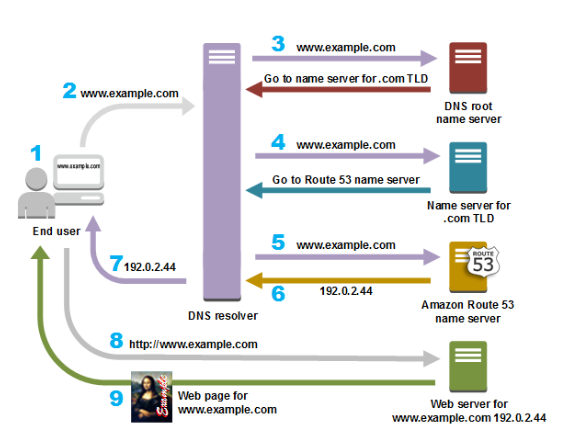 3 www.example.com
Go to name server for .com TLD
DNS root
name server
2 www.example.com
1
www.example.com
End user
4 www.example.com
Go to Route 53 name server
Name server for
.com TLD
5 www.example.com
ROUTE
53
192.0.2.44
6
Amazon Route 53
name server
7 192.0.2.44
DNS resolver
8 http://www.example.com
9
Example
Web page for
www.example.com
Web server for
www.example.com 192.0.2.44